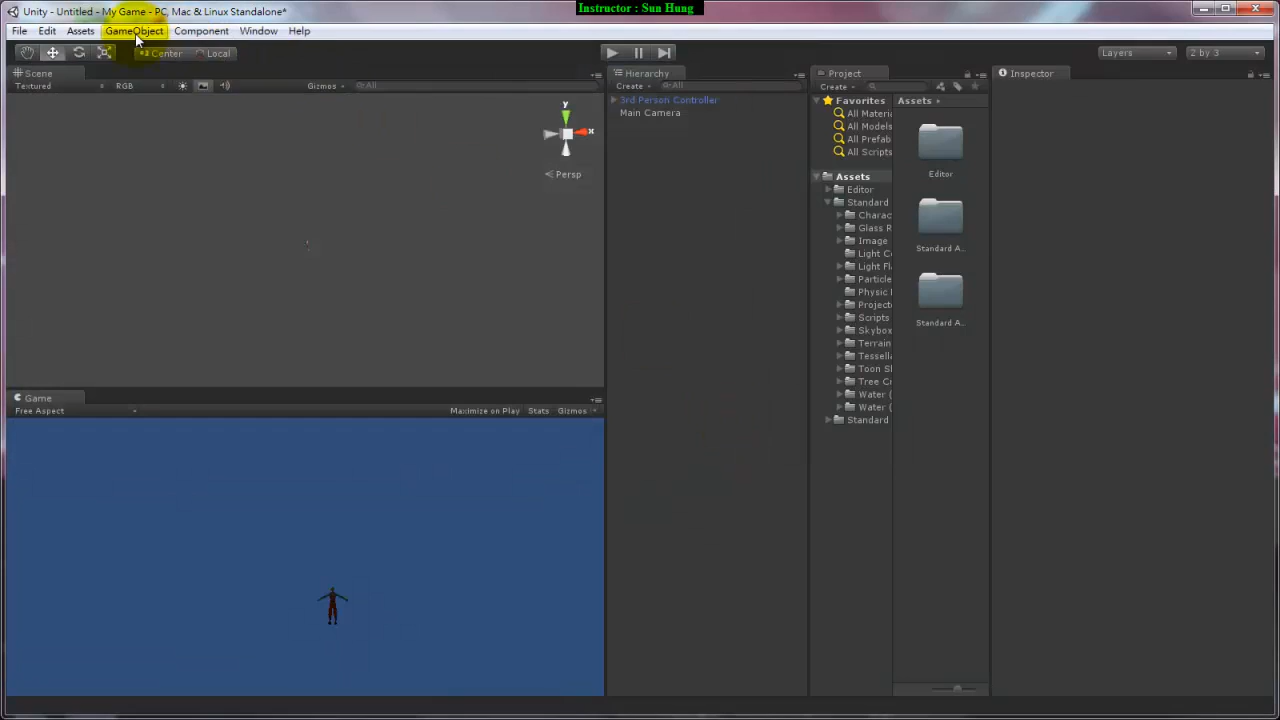 Unity - Untitled - My Game - PC, Mac & Linux Standalone*
Instructor : Sun Hung
File Edit Assets GameObject Component Window Help
Center Local
Layers
2 by 3
Scene
Textured RGB Gizmos All
y
x
Persp
Game
Free Aspect Maximize on Play Stats Gizmos
Hierarchy
Create All
3rd Person Controller
Main Camera
Project
Create
Favorites
All Materi
All Models
All Prefab
All Scripts
Assets
Editor
Standard
Charac
Glass R
Image
Light C
Light Fl
Particle
Physic
Project
Scripts
Skybox
Terrain
Tessell
Toon S
Tree Cr
Water (
Water (
Standard
Assets
Editor
Standard A..
Standard A..
Inspector